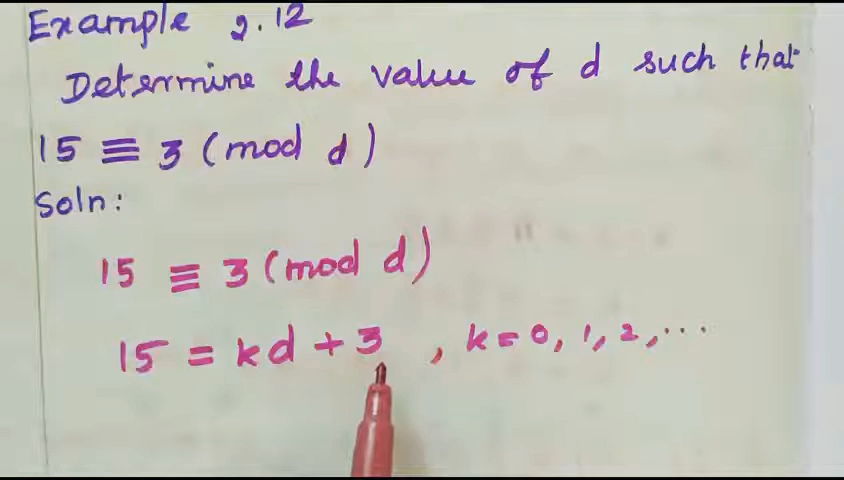 Example 2.12
Determine the value of d such that
15 ≡ 3 (mod d)
Soln:
15 ≡ 3 (mod d)
15 = kd + 3 , k = 0, 1, 2, ...